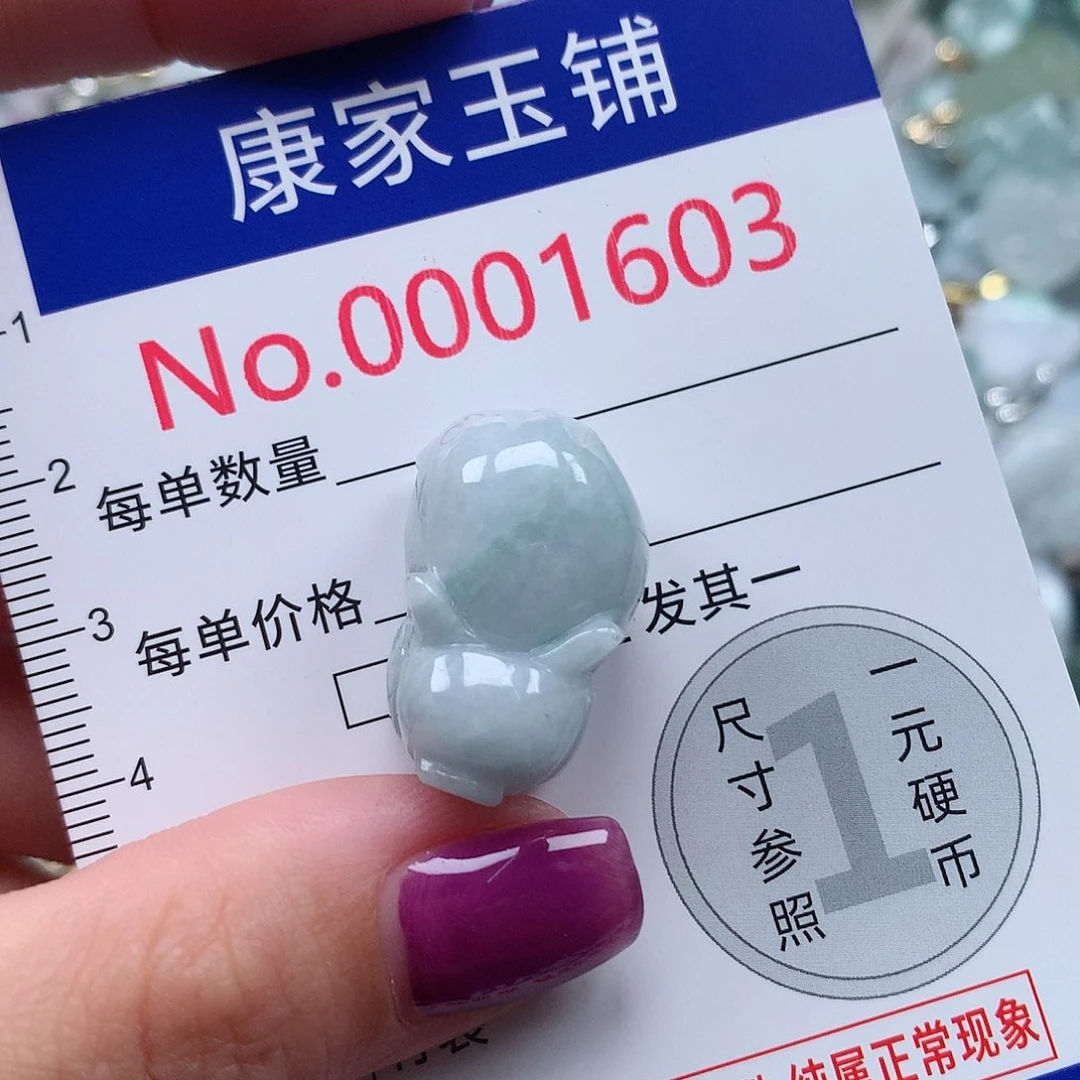 康家玉铺
No.0001603
每单数量
每单价格
发其一
1
2
3
4
尺寸参照
1
一元硬币
纯属正常现象